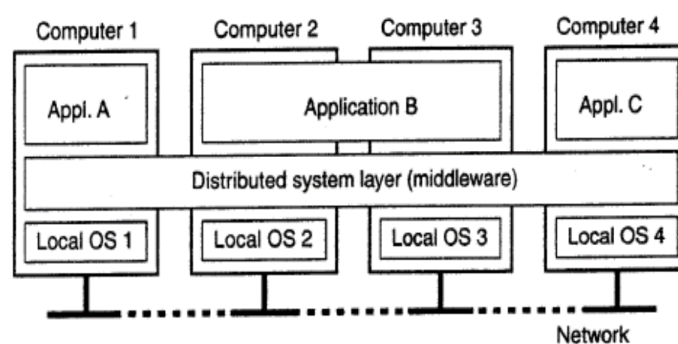 Computer 1 Computer 2 Computer 3 Computer 4
Appl. A
Application B
Appl. C
Distributed system layer (middleware)
Local OS 1 Local OS 2 Local OS 3 Local OS 4
Network